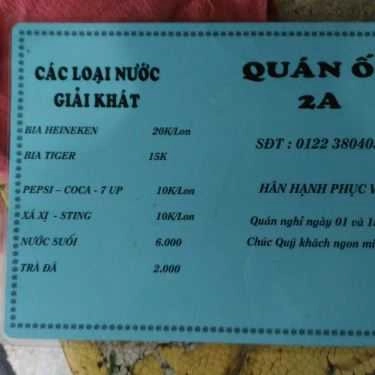 CÁC LOẠI NƯỚC
GIẢI KHÁT
BIA HEINEKEN 20K/Lon
BIA TIGER 15K
PEPSI – COCA - 7 UP 10K/Lon
XÁ XỊ - STING 10K/Lon
NƯỚC SUỐI 6.000
TRÀ ĐÁ 2.000
QUÁN Ố
2A
SĐT : 0122 38040
HÂN HẠNH PHỤC V
Quán nghỉ ngày 01 và 1
Chúc Quý khách ngon mi